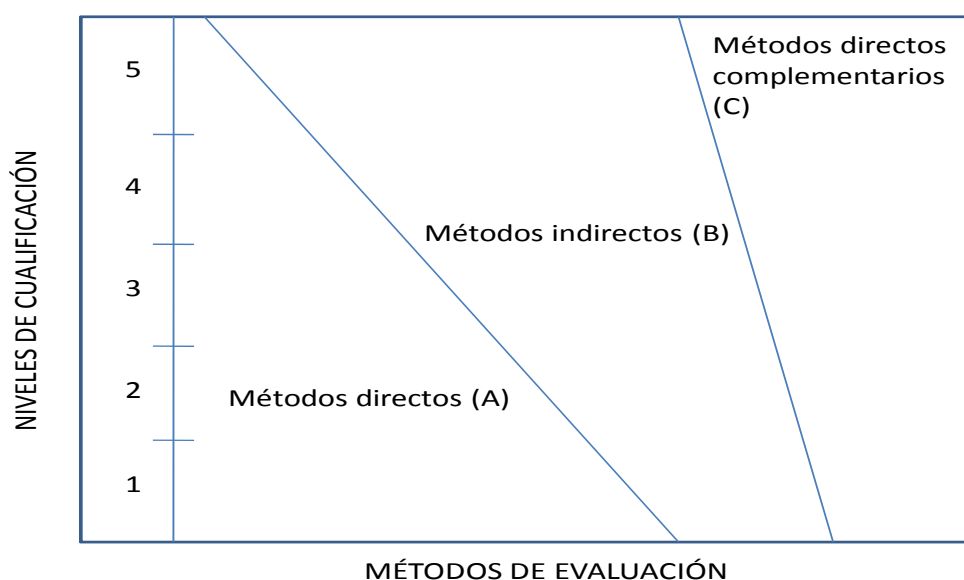 Métodos directos
complementarios
(C)
5
4
Métodos indirectos (B)
3
2
Métodos directos (A)
1
NIVELES DE CUALIFICACIÓN
MÉTODOS DE EVALUACIÓN